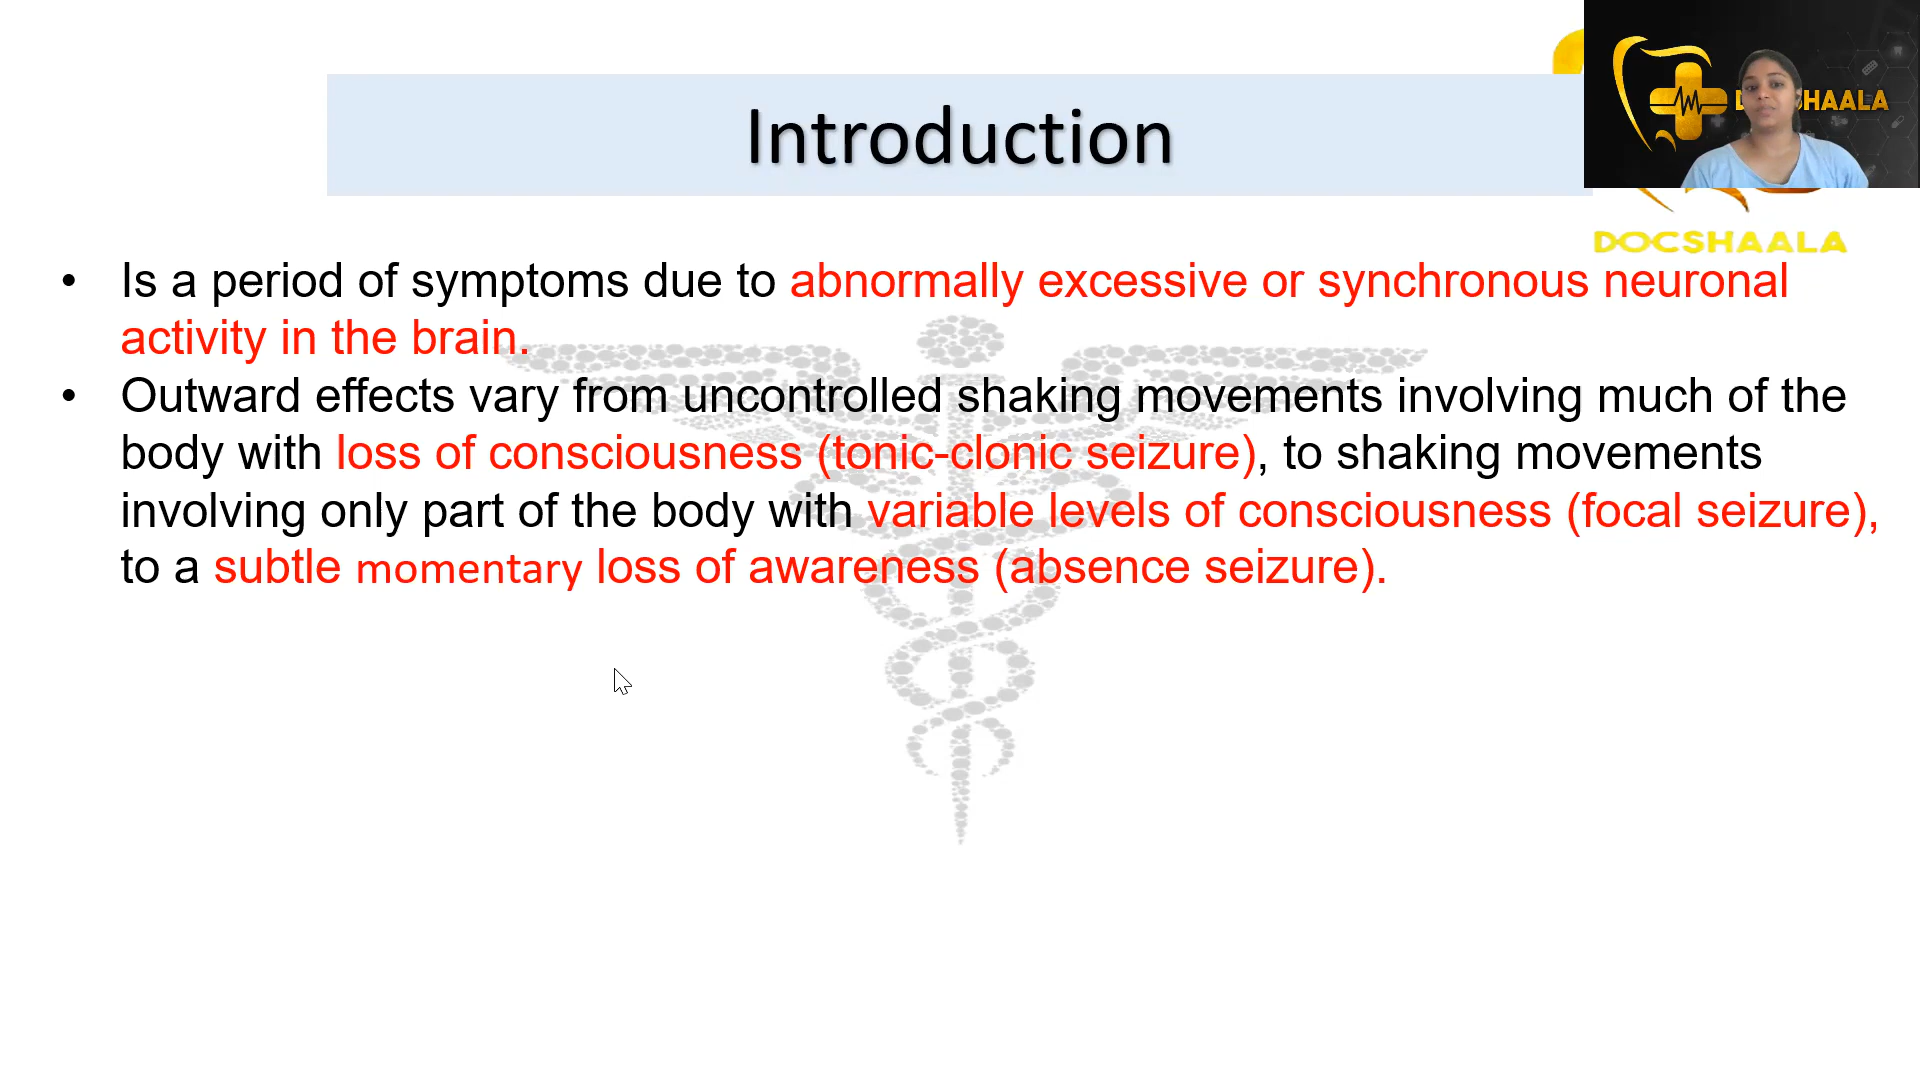 Introduction
DOCSHAALA
• Is a period of symptoms due to abnormally excessive or synchronous neuronal
activity in the brain.
• Outward effects vary from uncontrolled shaking movements involving much of the
body with loss of consciousness (tonic-clonic seizure), to shaking movements
involving only part of the body with variable levels of consciousness (focal seizure),
to a subtle momentary loss of awareness (absence seizure).